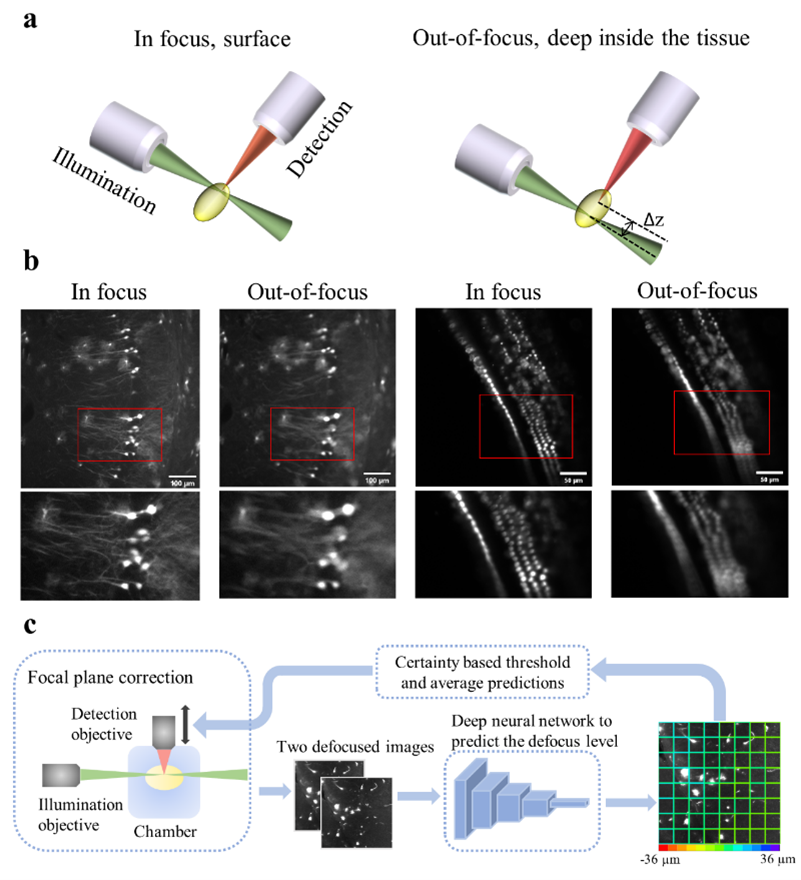 a
In focus, surface
Out-of-focus, deep inside the tissue
Illumination
Detection
Δz
b
In focus
Out-of-focus
In focus
Out-of-focus
100 μm
100 μm
50 μm
50 μm
c
Focal plane correction
Detection
objective
Illumination
objective
Chamber
Certainty based threshold
and average predictions
Two defocused images
Deep neural network to
predict the defocus level
-36 μm
36 μm